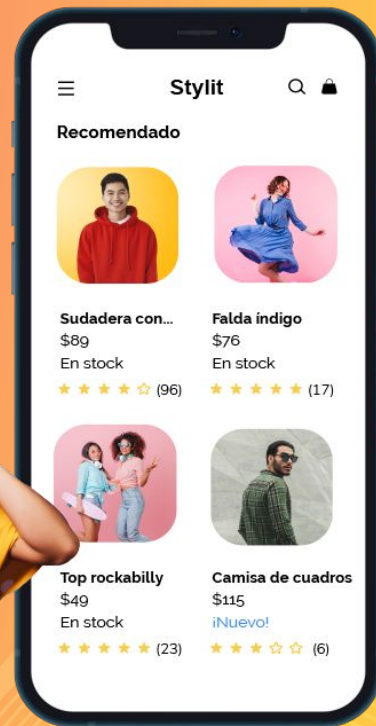 Stylit
Recomendado
Sudadera con...
$89
En stock
(96)
Falda índigo
$76
En stock
(17)
Top rockabilly
$49
En stock
(23)
Camisa de cuadros
$115
¡Nuevo!
(6)